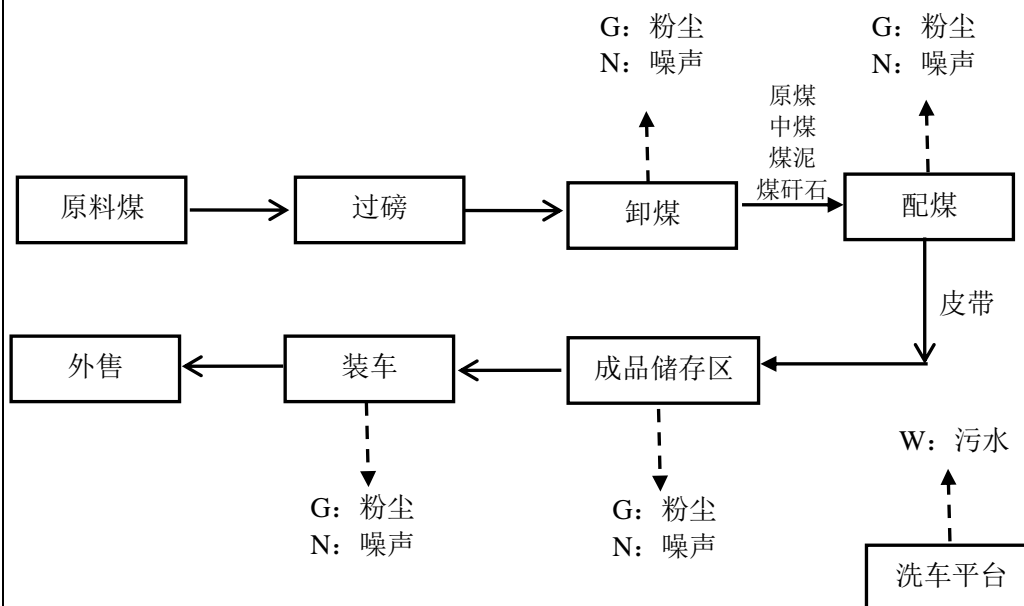 G：粉尘
N：噪声
G：粉尘
N：噪声
原煤
中煤
煤泥
煤矸石
原料煤
过磅
卸煤
配煤
皮带
外售
装车
成品储存区
W：污水
G：粉尘
N：噪声
G：粉尘
N：噪声
洗车平台